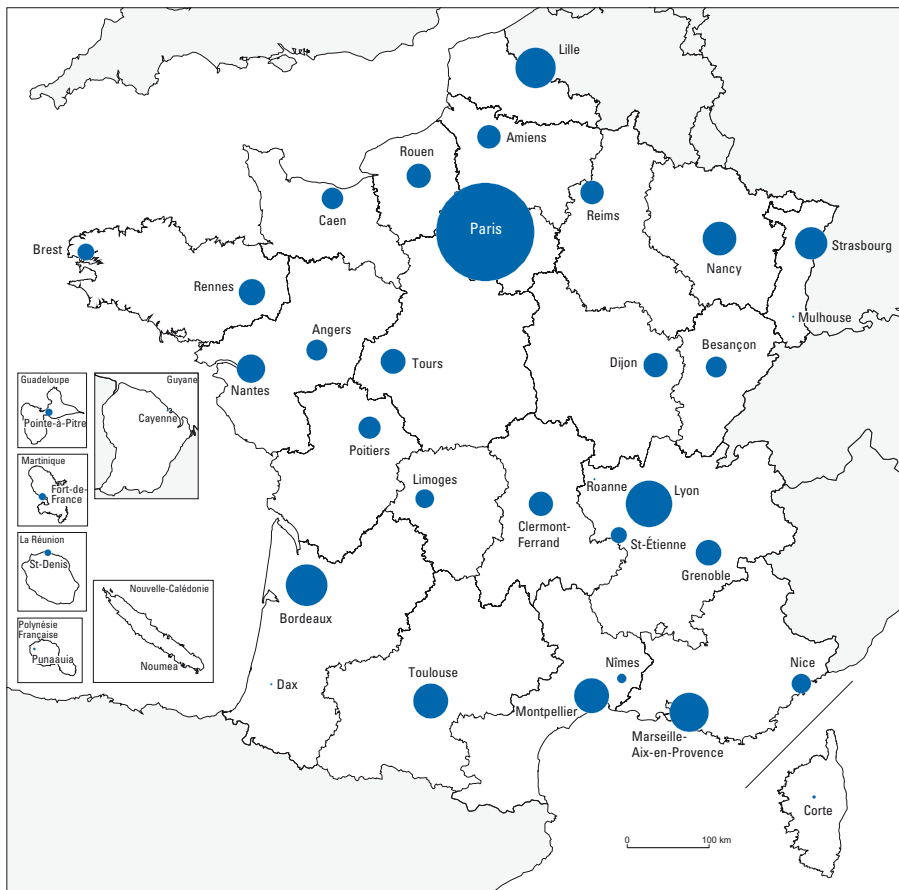 Lille
Amiens
Rouen
Caen
Reims
Paris
Brest
Strasbourg
Nancy
Rennes
Mulhouse
Angers
Besançon
Tours
Dijon
Nantes
Guadeloupe
Pointe-à-Pitre
Guyane
Cayenne
Poitiers
Martinique
Fort-de-
France
Limoges
Roanne
Lyon
Clermont-
Ferrand
St-Étienne
La Réunion
St-Denis
Grenoble
Nouvelle-Calédonie
Noumea
Bordeaux
Polynésie
Française
Punaauia
Toulouse
Nîmes
Nice
Dax
Montpellier
Marseille-
Aix-en-Provence
Corte
0
100 km